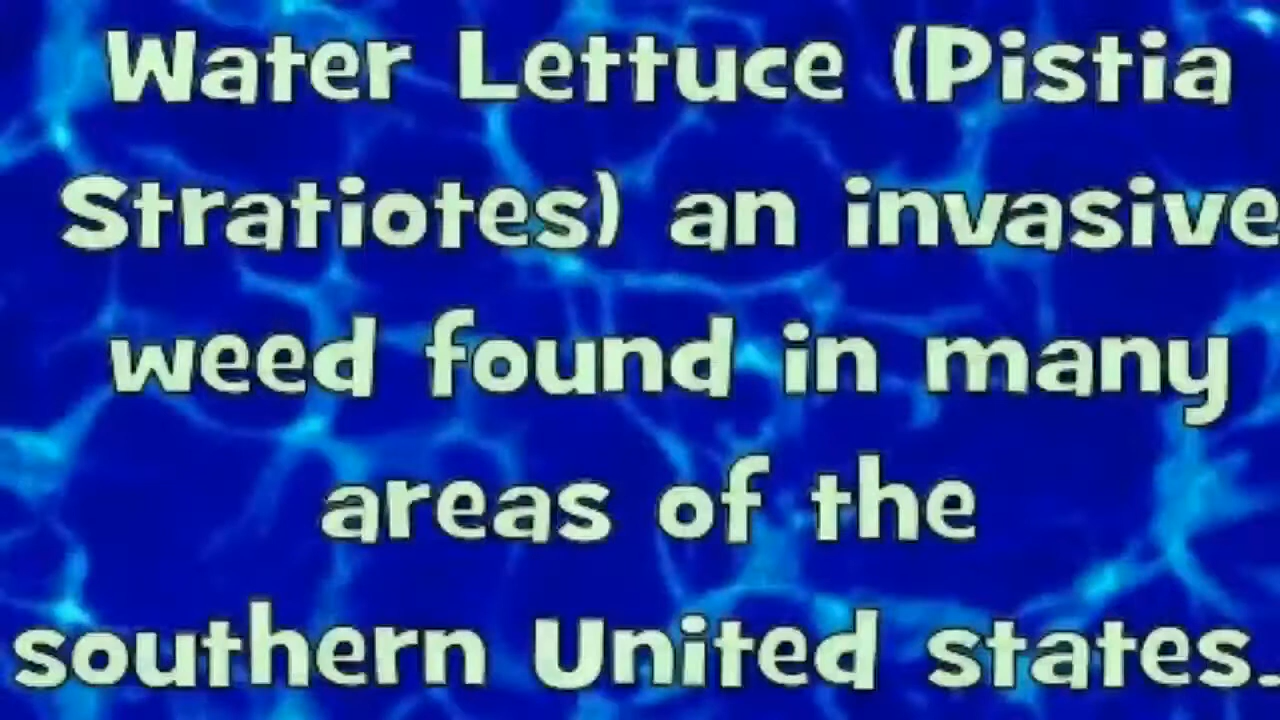 Water Lettuce (Pistia
Stratiotes) an invasive
weed found in many
areas of the
southern United states.